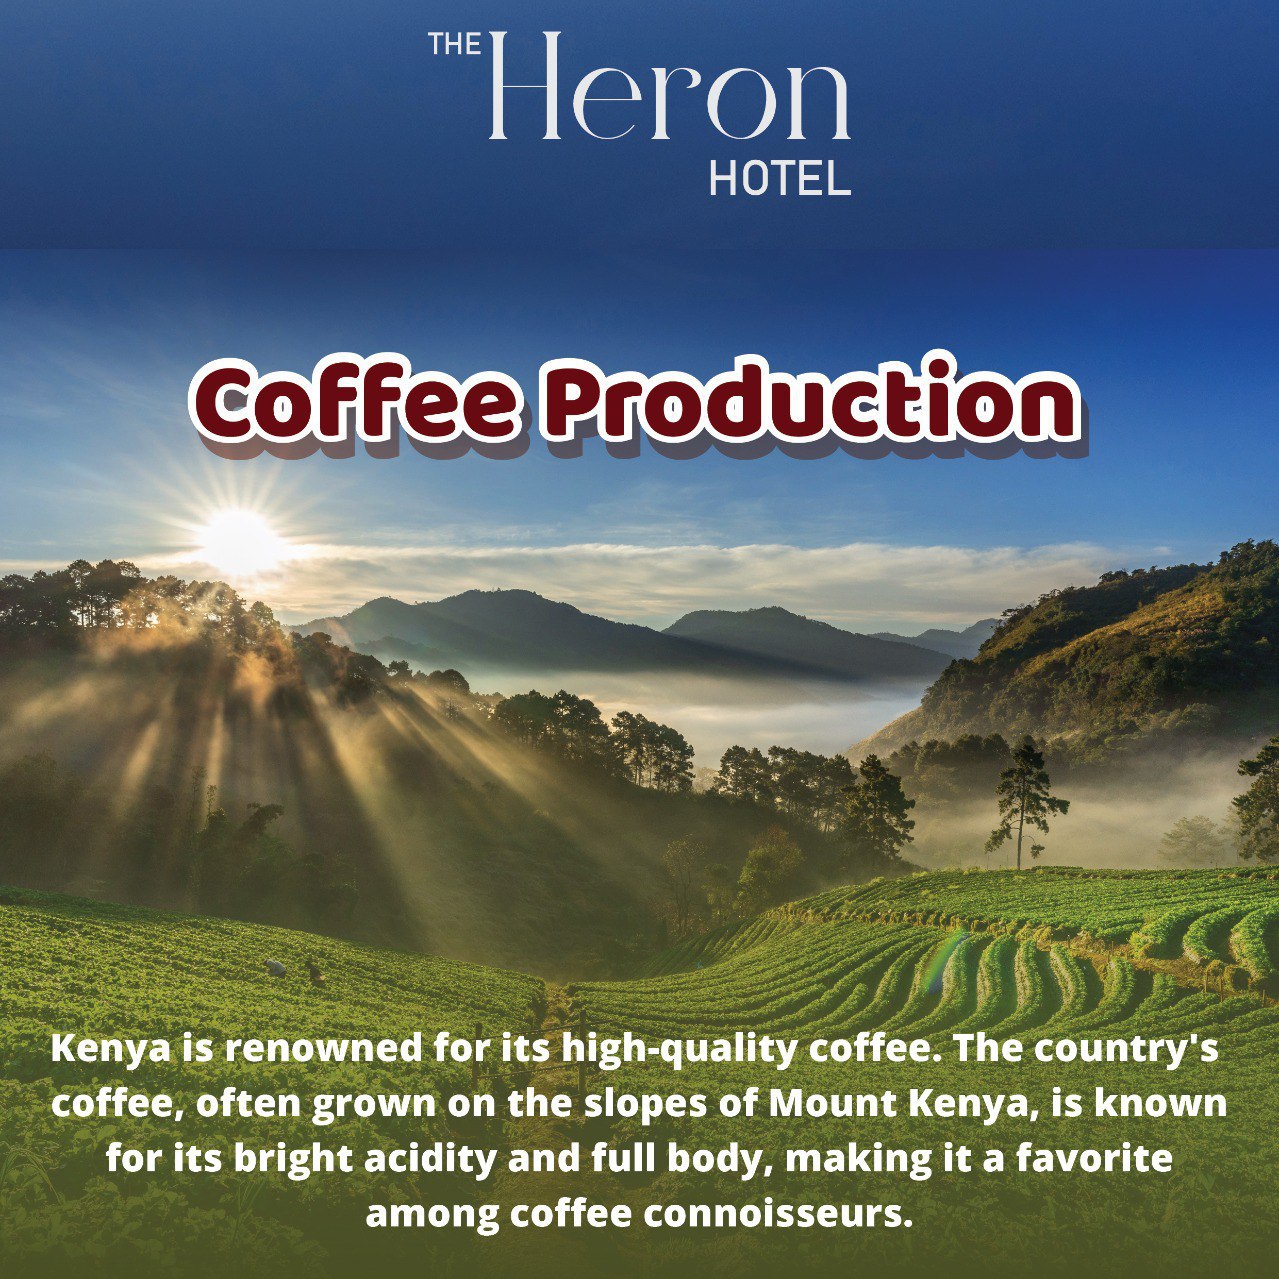 THE Heron
HOTEL
Coffee Production
Kenya is renowned for its high-quality coffee. The country's
coffee, often grown on the slopes of Mount Kenya, is known
for its bright acidity and full body, making it a favorite
among coffee connoisseurs.